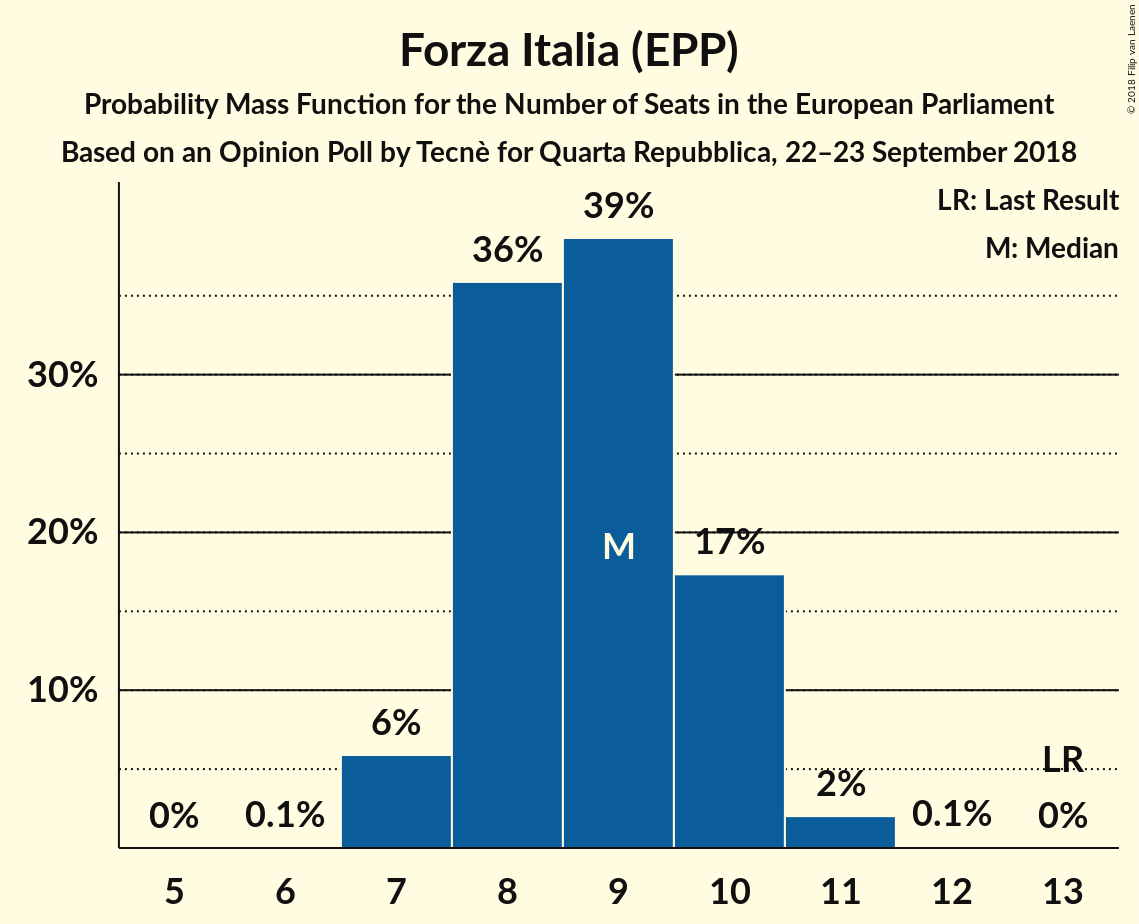 Forza Italia (EPP)
Probability Mass Function for the Number of Seats in the European Parliament
Based on an Opinion Poll by Tecnè for Quarta Repubblica, 22–23 September 2018
© 2018 Filip van Laenen
LR: Last Result
M: Median
39%
36%
30%
20%
17%
M
10%
6%
LR
2%
0%
0.1%
0.1%
0%
5 6 7 8 9 10 11 12 13